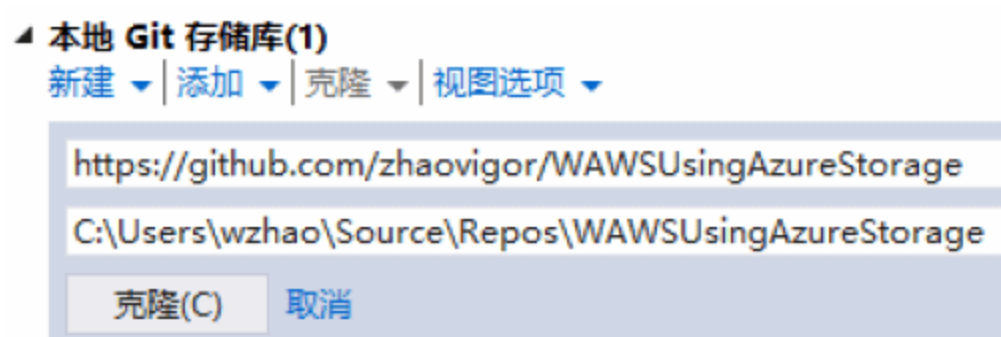 本地 Git 存储库(1)
新建 添加 克隆 视图选项
https://github.com/zhaovigor/WAWSUsingAzureStorage
C:\Users\wzhao\Source\Repos\WAWSUsingAzureStorage
克隆(C) 取消